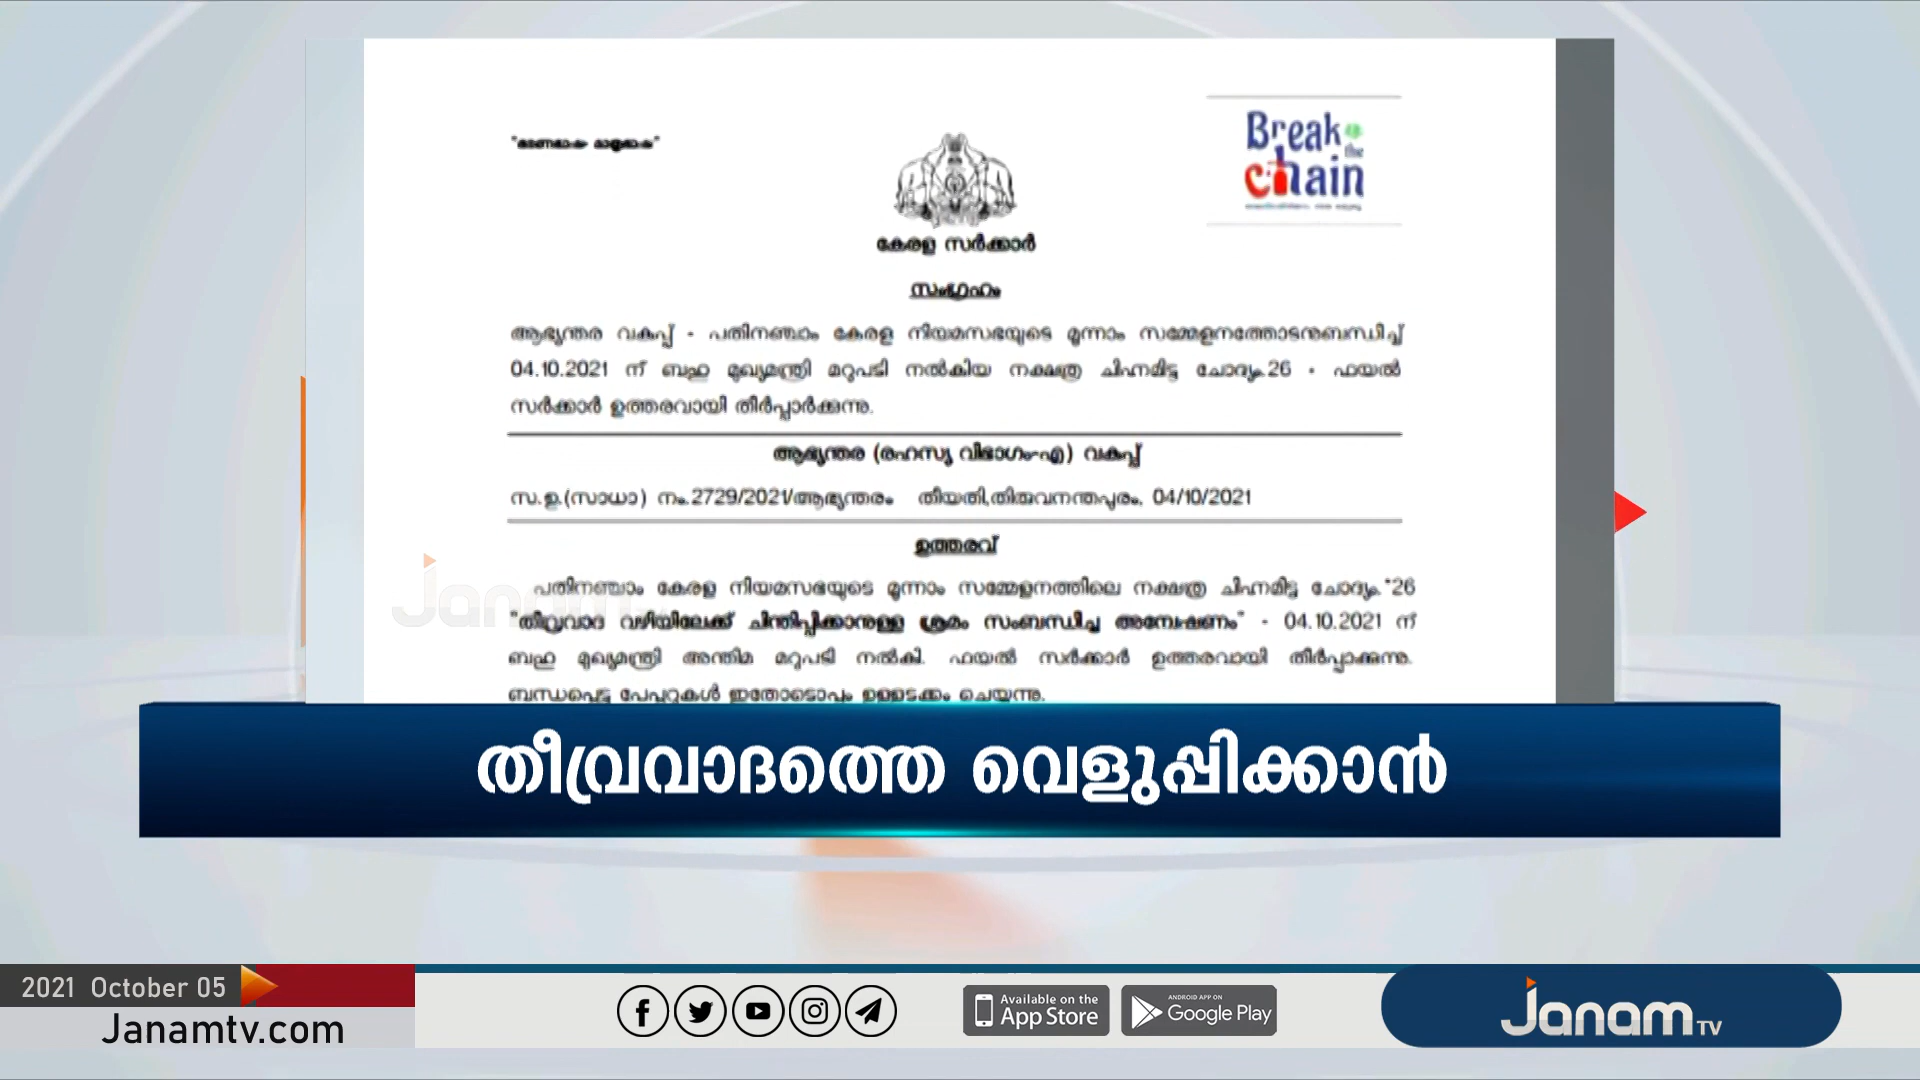 "ഭരണഭാഷ മാതൃഭാഷ"
Break
the
chain
കേരള സർക്കാർ
സംഗ്രഹം
ആഭ്യന്തര വകുപ്പ് - പതിനഞ്ചാം കേരള നിയമസഭയുടെ മൂന്നാം സമ്മേളനത്തോടനുബന്ധിച്ച്
04.10.2021 ന് ബഹു മുഖ്യമന്ത്രി മറുപടി നൽകിയ നക്ഷത്ര ചിഹ്നമിട്ട ചോദ്യം.26 - ഫയൽ
സർക്കാർ ഉത്തരവായി തീർപ്പാർക്കുന്നു.
ആഭ്യന്തര (രഹസ്യ വിഭാഗം-എ) വകുപ്പ്
സ.ഉ.(സാധാ) നം.2729/2021/ആഭ്യന്തരം തീയതി,തിരുവനന്തപുരം, 04/10/2021
ഉത്തരവ്
പതിനഞ്ചാം കേരള നിയമസഭയുടെ മൂന്നാം സമ്മേളനത്തിലെ നക്ഷത്ര ചിഹ്നമിട്ട ചോദ്യം.*26
"തീവ്രവാദ വഴിയിലേക്ക് ചിന്തിപ്പിക്കാനുള്ള ശ്രമം സംബന്ധിച്ച അന്വേഷണം" - 04.10.2021 ന്
ബഹു മുഖ്യമന്ത്രി അന്തിമ മറുപടി നൽകി. ഫയൽ സർക്കാർ ഉത്തരവായി തീർപ്പാക്കുന്നു.
ബന്ധപ്പെട്ട പേപ്പറുകൾ ഇതോടൊപ്പം ഉള്ളടക്കം ചെയ്യുന്നു.
Janam
തീവ്രവാദത്തെ വെളുപ്പിക്കാൻ
2021 October 05
Janamtv.com
Available on the
App Store
ANDROID APP ON
Google Play
Janam TV